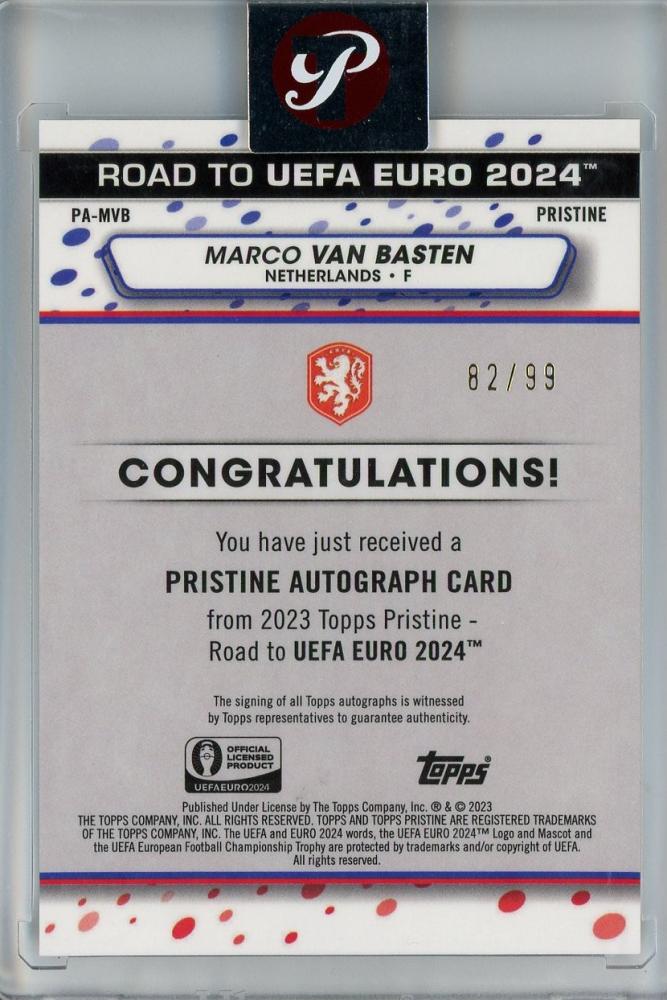 P
ROAD TO UEFA EURO 2024™
PA-MVB
PRISTINE
MARCO VAN BASTEN
NETHERLANDS • F
82/99
CONGRATULATIONS!
You have just received a
PRISTINE AUTOGRAPH CARD
from 2023 Topps Pristine -
Road to UEFA EURO 2024™
The signing of all Topps autographs is witnessed
by Topps representatives to guarantee authenticity.
OFFICIAL
LICENSED
PRODUCT
UEFAEURO2024
Topps®
Published Under License by The Topps Company, Inc. ® & © 2023
THE TOPPS COMPANY, INC. ALL RIGHTS RESERVED. TOPPS AND TOPPS PRISTINE ARE REGISTERED TRADEMARKS
OF THE TOPPS COMPANY, INC. The UEFA and EURO 2024 words, the UEFA EURO 2024™ Logo and Mascot and
the UEFA European Football Championship Trophy are protected by trademarks and/or copyright of UEFA.
All rights reserved.